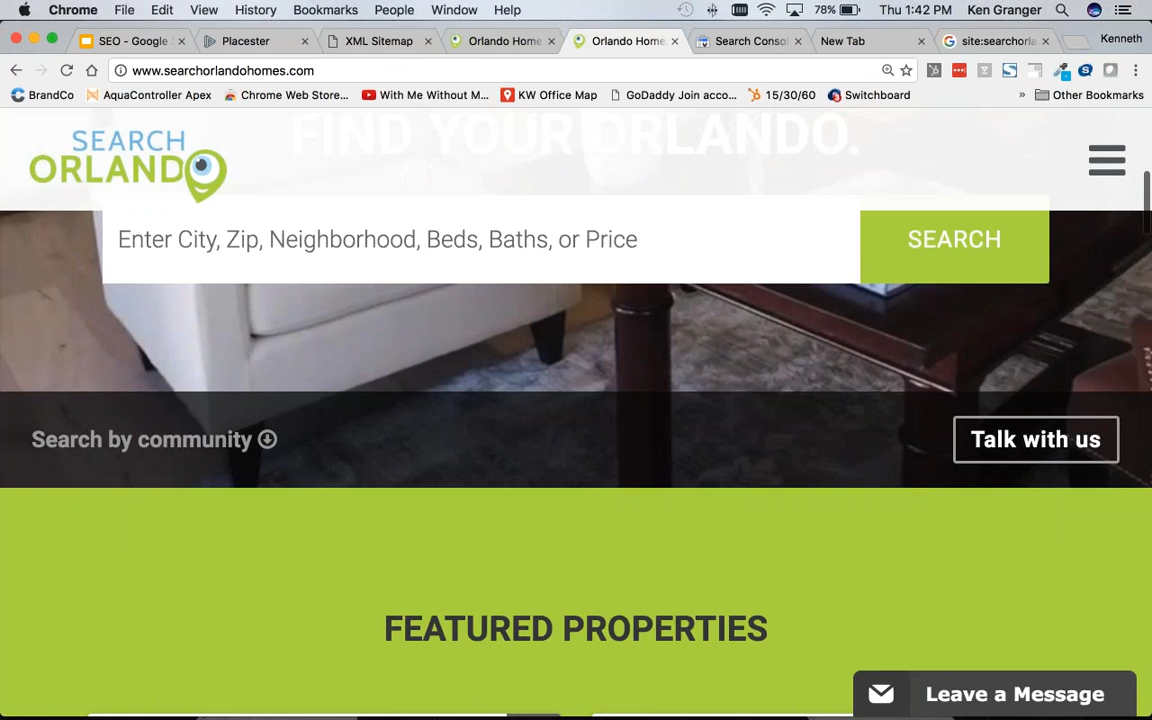 Chrome File Edit View History Bookmarks People Window Help 78% Thu 1:42 PM Ken Granger
SEO - Google Placester XML Sitemap Orlando Home Orlando Home Search Consol New Tab site:searchorla Kenneth
www.searchorlandohomes.com
BrandCo AquaController Apex Chrome Web Store... With Me Without M... KW Office Map GoDaddy Join acco... 15/30/60 Switchboard » Other Bookmarks
FIND YOUR ORLANDO.
SEARCH
ORLANDO
Enter City, Zip, Neighborhood, Beds, Baths, or Price SEARCH
Search by community Talk with us
FEATURED PROPERTIES
Leave a Message